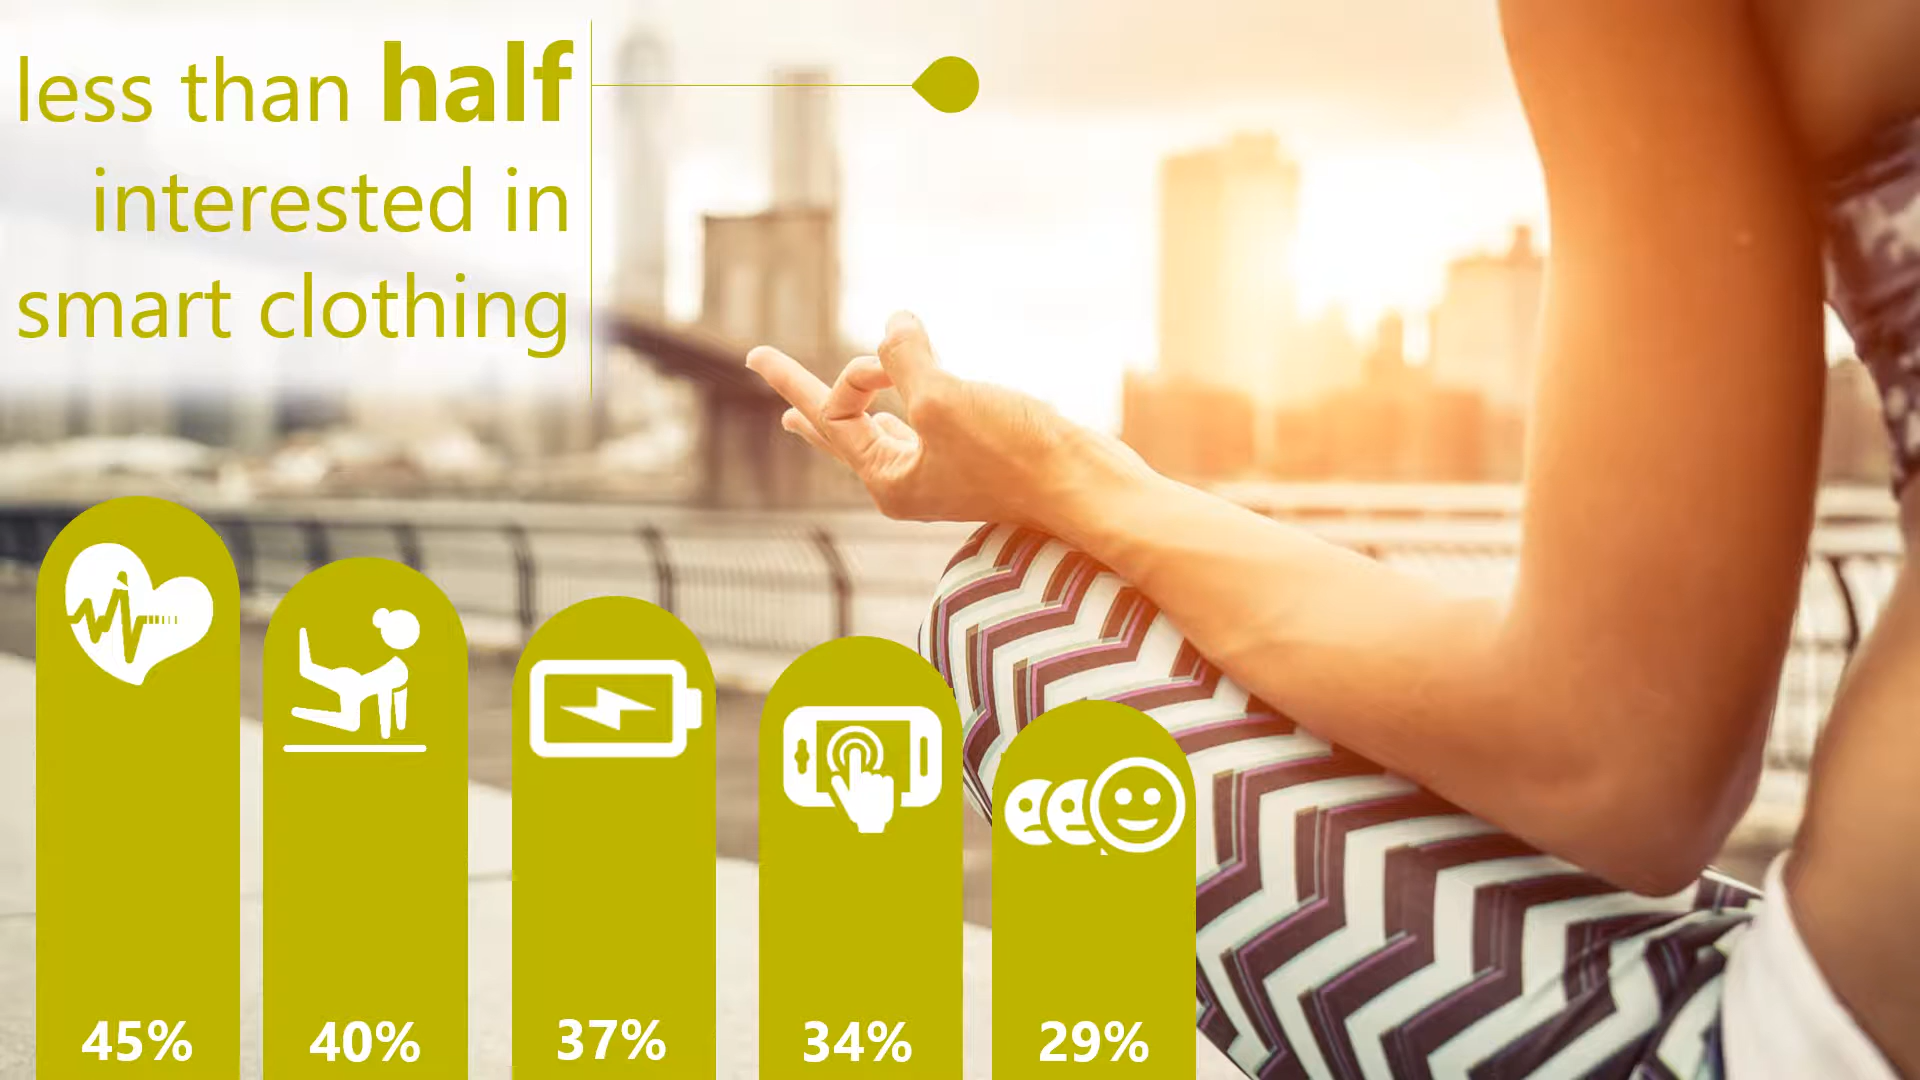 less than half
interested in
smart clothing
45%
40%
37%
34%
29%